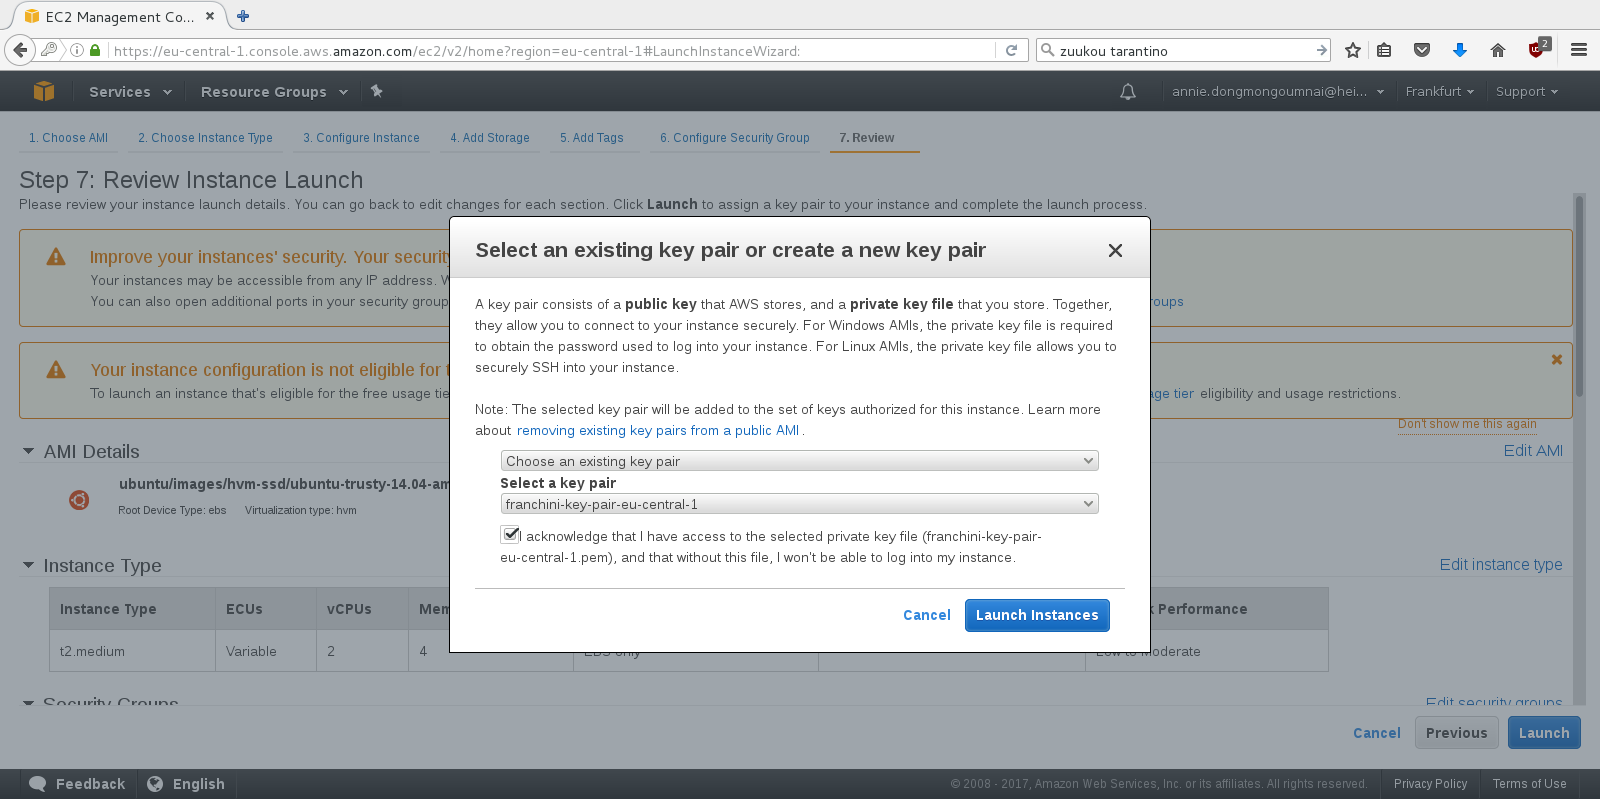 EC2 Management Co...
https://eu-central-1.console.aws.amazon.com/ec2/v2/home?region=eu-central-1#LaunchInstanceWizard:
zuukou tarantino
2
Services
Resource Groups
annie.dongmongoumnai@hei...
Frankfurt
Support
1. Choose AMI
2. Choose Instance Type
3. Configure Instance
4. Add Storage
5. Add Tags
6. Configure Security Group
7. Review
Step 7: Review Instance Launch
Please review your instance launch details. You can go back to edit changes for each section. Click Launch to assign a key pair to your instance and complete the launch process.
Improve your instances' security. Your security
Your instances may be accessible from any IP address.
You can also open additional ports in your security group
roups
Your instance configuration is not eligible for
To launch an instance that's eligible for the free usage tier
age tier eligibility and usage restrictions.
Don't show me this again
AMI Details
Edit AMI
ubuntu/images/hvm-ssd/ubuntu-trusty-14.04-am
Root Device Type: ebs Virtualization type: hvm
Instance Type
Edit instance type
Instance Type ECUs vCPUs Mem
k Performance
t2.medium Variable 2 4 EBS only
Low to Moderate
Security Groups
Edit security groups
Select an existing key pair or create a new key pair
A key pair consists of a public key that AWS stores, and a private key file that you store. Together,
they allow you to connect to your instance securely. For Windows AMIs, the private key file is required
to obtain the password used to log into your instance. For Linux AMIs, the private key file allows you to
securely SSH into your instance.
Note: The selected key pair will be added to the set of keys authorized for this instance. Learn more
about removing existing key pairs from a public AMI.
Choose an existing key pair
Select a key pair
franchini-key-pair-eu-central-1
I acknowledge that I have access to the selected private key file (franchini-key-pair-
eu-central-1.pem), and that without this file, I won't be able to log into my instance.
Cancel
Launch Instances
Cancel
Previous
Launch
Feedback
English
© 2008 - 2017, Amazon Web Services, Inc. or its affiliates. All rights reserved.
Privacy Policy
Terms of Use